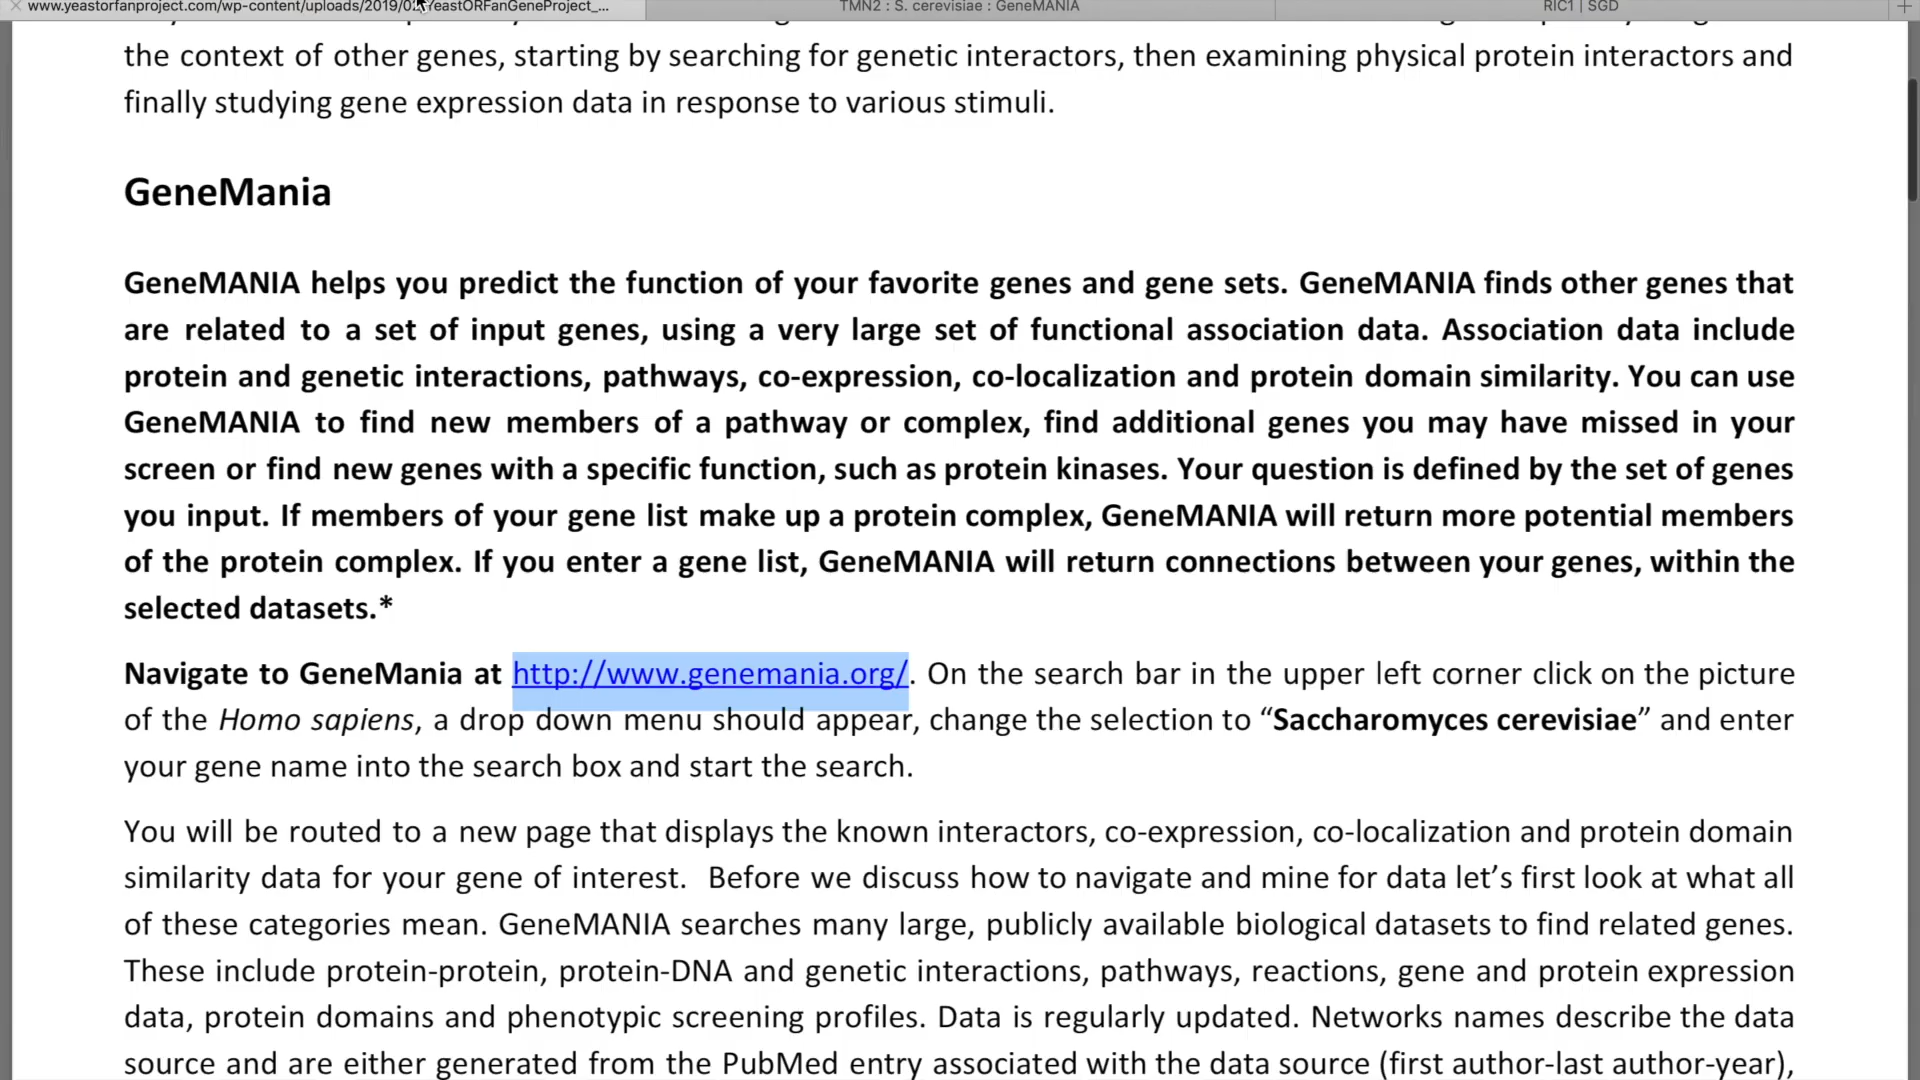 www.yeastorfanproject.com/wp-content/uploads/2019/02/YeastORFanGeneProject_...
TMN2 : S. cerevisiae : GeneMANIA
RIC1 | SGD
the context of other genes, starting by searching for genetic interactors, then examining physical protein interactors and
finally studying gene expression data in response to various stimuli.
GeneMania
GeneMANIA helps you predict the function of your favorite genes and gene sets. GeneMANIA finds other genes that
are related to a set of input genes, using a very large set of functional association data. Association data include
protein and genetic interactions, pathways, co-expression, co-localization and protein domain similarity. You can use
GeneMANIA to find new members of a pathway or complex, find additional genes you may have missed in your
screen or find new genes with a specific function, such as protein kinases. Your question is defined by the set of genes
you input. If members of your gene list make up a protein complex, GeneMANIA will return more potential members
of the protein complex. If you enter a gene list, GeneMANIA will return connections between your genes, within the
selected datasets.*
Navigate to GeneMania at http://www.genemania.org/. On the search bar in the upper left corner click on the picture
of the Homo sapiens, a drop down menu should appear, change the selection to “Saccharomyces cerevisiae” and enter
your gene name into the search box and start the search.
You will be routed to a new page that displays the known interactors, co-expression, co-localization and protein domain
similarity data for your gene of interest. Before we discuss how to navigate and mine for data let’s first look at what all
of these categories mean. GeneMANIA searches many large, publicly available biological datasets to find related genes.
These include protein-protein, protein-DNA and genetic interactions, pathways, reactions, gene and protein expression
data, protein domains and phenotypic screening profiles. Data is regularly updated. Networks names describe the data
source and are either generated from the PubMed entry associated with the data source (first author-last author-year),